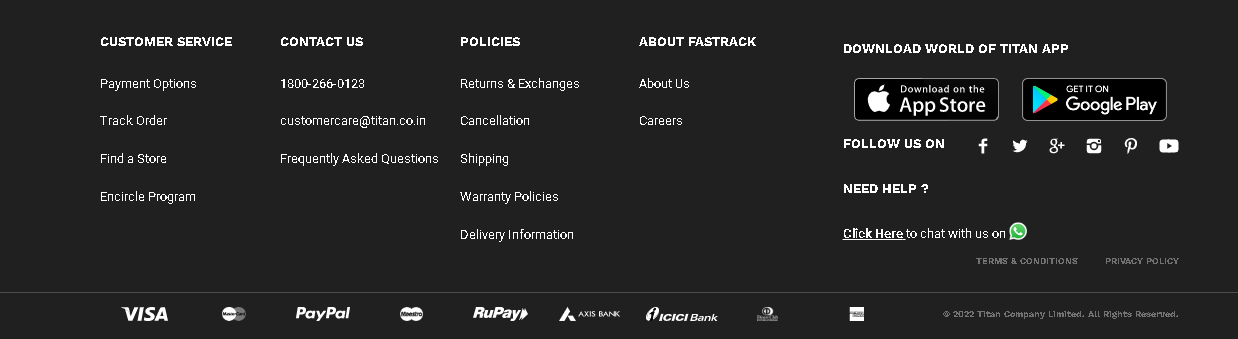 CUSTOMER SERVICE
Payment Options
Track Order
Find a Store
Encircle Program
CONTACT US
1800-266-0123
customercare@titan.co.in
Frequently Asked Questions
POLICIES
Returns & Exchanges
Cancellation
Shipping
Warranty Policies
Delivery Information
ABOUT FASTRACK
About Us
Careers
DOWNLOAD WORLD OF TITAN APP
Download on the
App Store
GET IT ON
Google Play
FOLLOW US ON
NEED HELP ?
Click Here to chat with us on
TERMS & CONDITIONS PRIVACY POLICY
VISA MasterCard PayPal Maestro RuPay AXIS BANK ICICI Bank
© 2022 Titan Company Limited. All Rights Reserved.